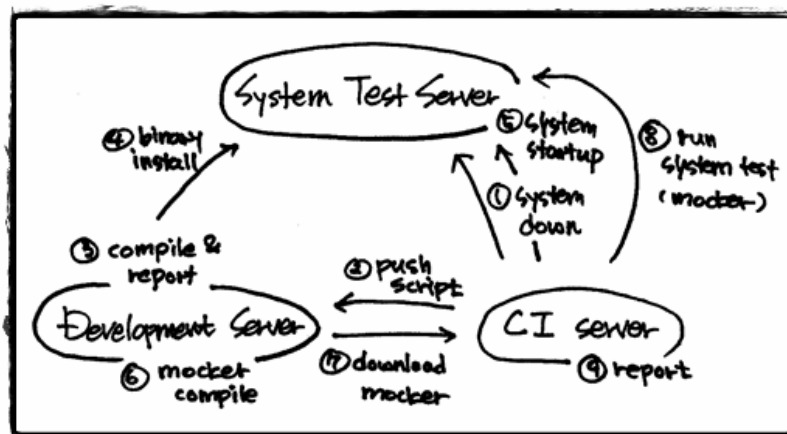 System Test Server
④ binary
install
⑤ System
startup
⑧ run
system test
(mocker)
① System
down
③ compile &
report
② push
script
Development Server
CI server
⑥ mocker
compile
⑦ download
mocker
⑨ report